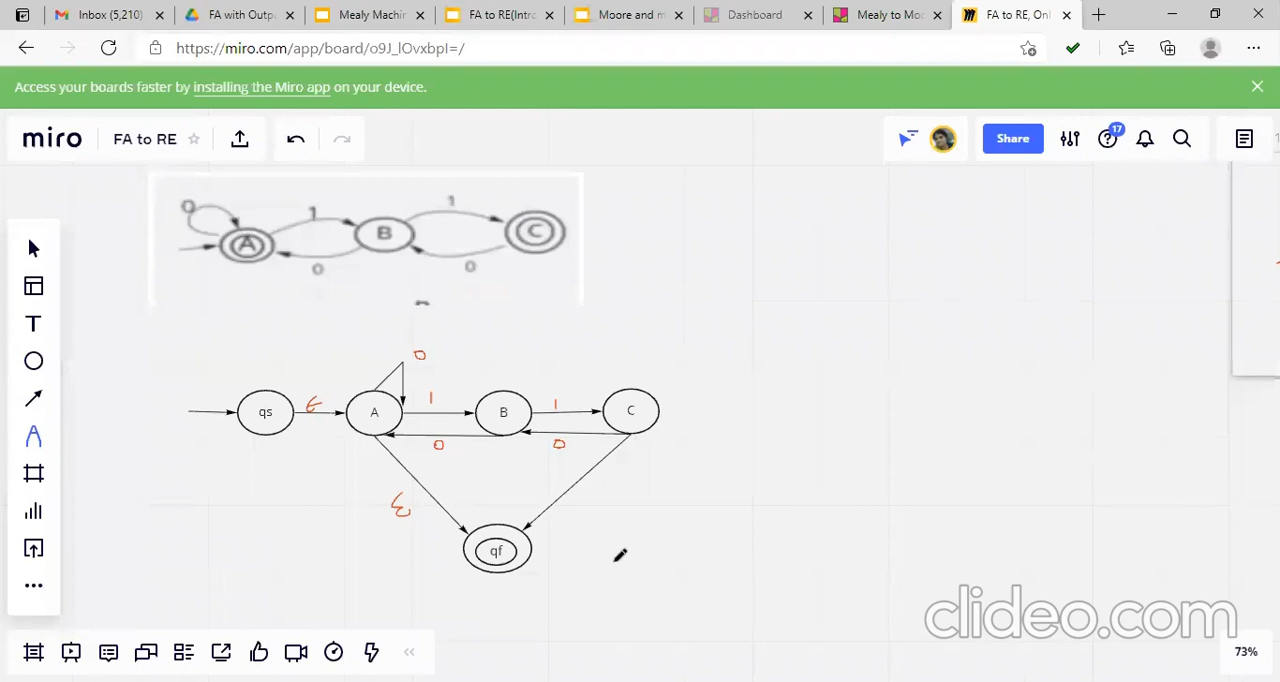 Inbox (5,210)
FA with Outp
Mealy Machin
FA to RE(Intro
Moore and m
Dashboard
Mealy to Moo
FA to RE, Onl
https://miro.com/app/board/o9J_lOvxbpI=/
Access your boards faster by installing the Miro app on your device.
miro
FA to RE
Share
17
0
1
1
A
B
C
0
0
0
qs
ε
A
1
B
1
C
0
0
ε
qf
clideo.com
73%